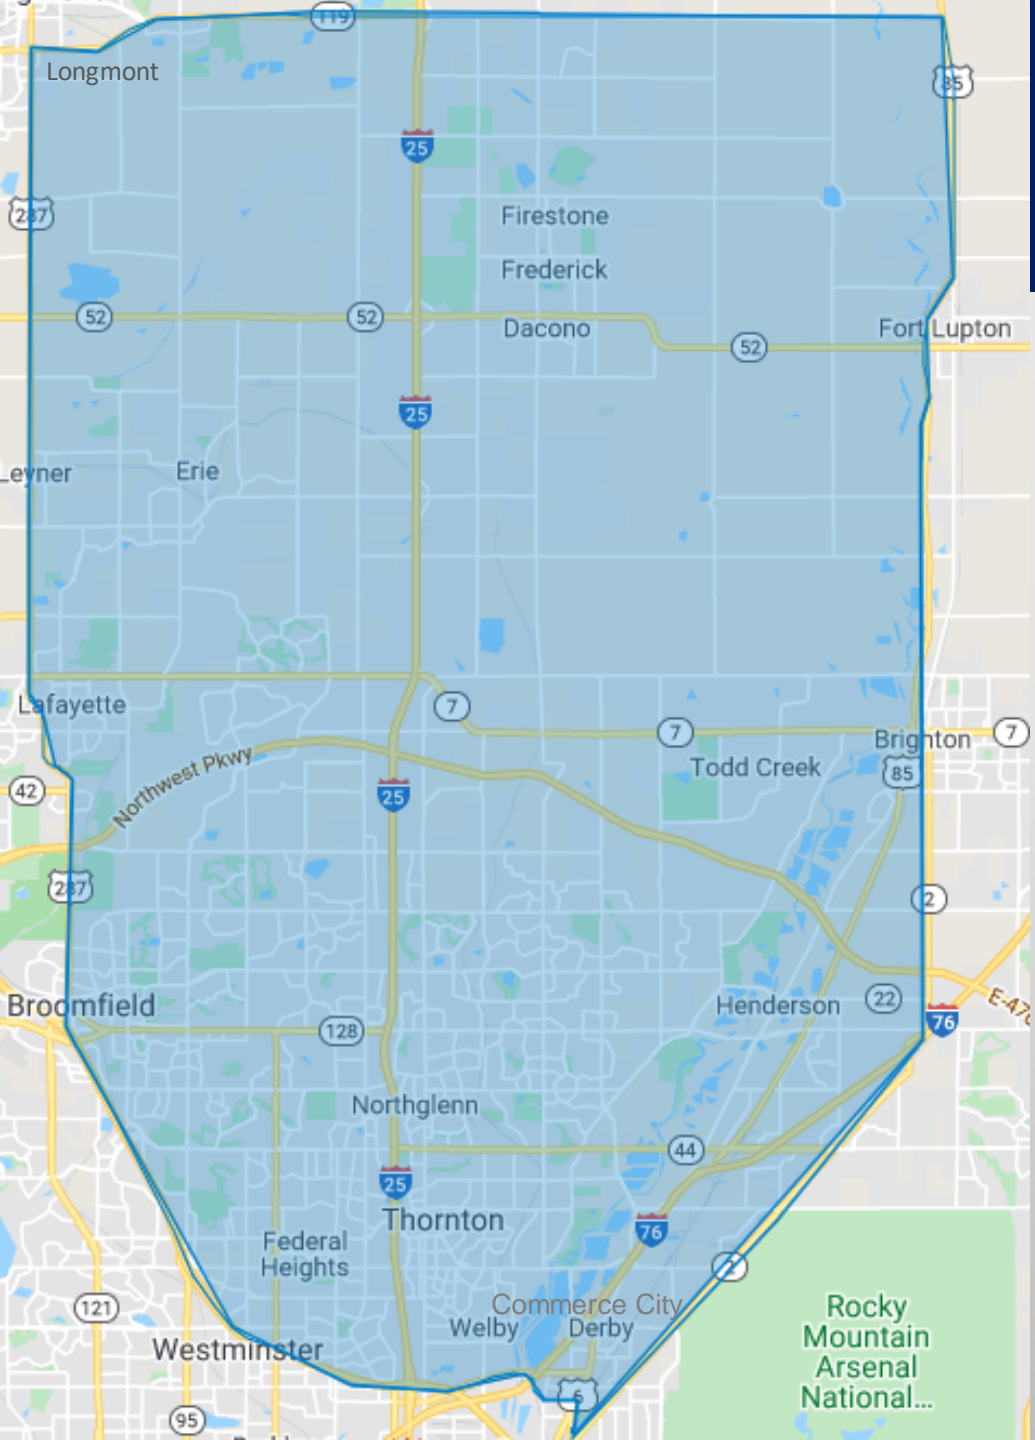 119
Longmont
85
25
287
Firestone
Frederick
52
52
Dacono
Fort Lupton
52
25
Leyner
Erie
Lafayette
7
7
7
Brighton
Northwest Pkwy
Todd Creek
85
42
25
287
2
Broomfield
Henderson
22
E-470
76
128
Northglenn
44
25
Thornton
76
Federal
Heights
2
121
Commerce City
Welby
Derby
Rocky
Mountain
Arsenal
National...
Westminster
6
95